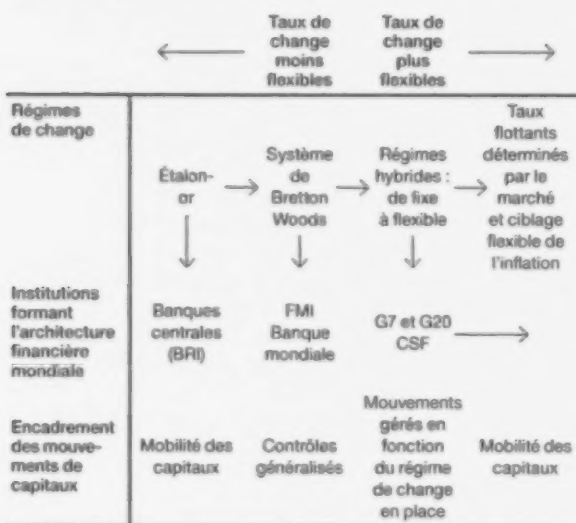 Taux de
change
moins
flexibles
Taux de
change
plus
flexibles
Régimes
de change
Étalon-
or
Système
de
Bretton
Woods
Régimes
hybrides :
de fixe
à flexible
Taux
flottants
déterminés
par le
marché
et ciblage
flexible de
l'inflation
Institutions
formant
l'architecture
financière
mondiale
Banques
centrales
(BRI)
FMI
Banque
mondiale
G7 et G20
CSF
Encadrement
des mouve-
ments de
capitaux
Mobilité des
capitaux
Contrôles
généralisés
Mouvements
gérés en
fonction
du régime
de change
en place
Mobilité des
capitaux